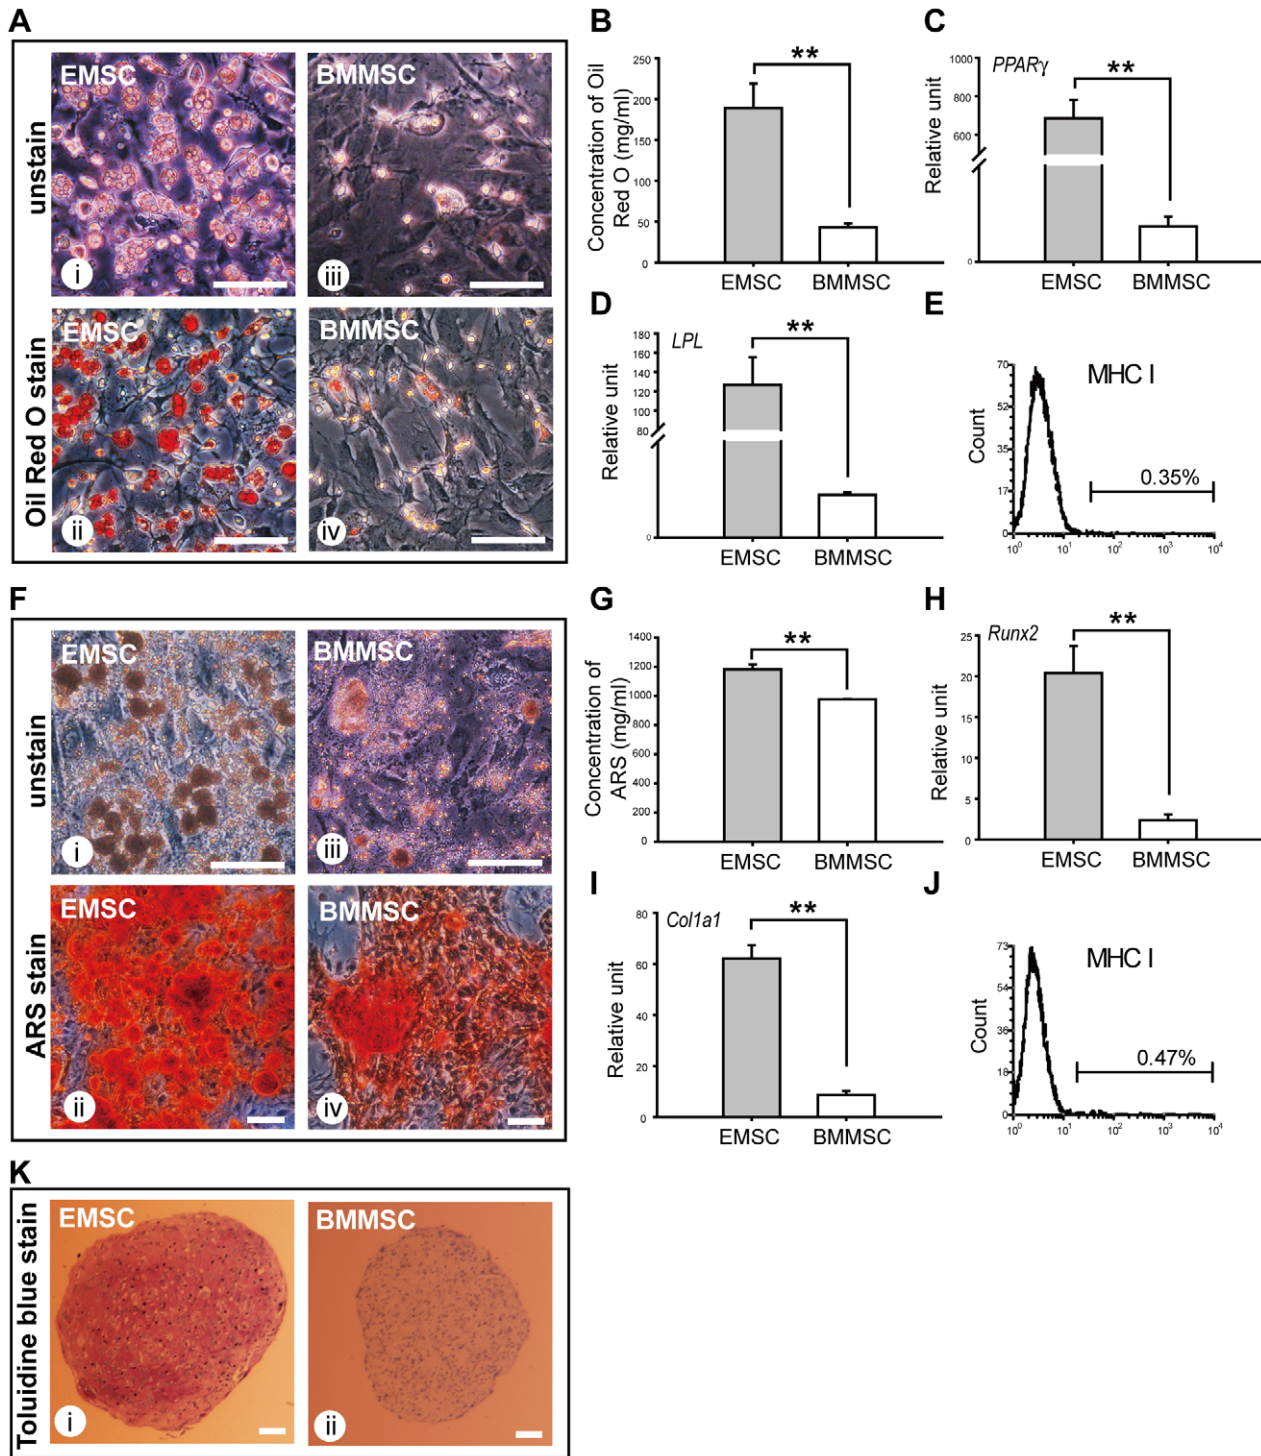 A
unstain
EMSC
i
BMMSC
iii
Oil Red O stain
EMSC
ii
BMMSC
iv
B
Concentration of Oil
Red O (mg/ml)
250
200
150
100
50
0
**
EMSC
BMMSC
C
PPARγ
Relative unit
1000
800
600
0
**
EMSC
BMMSC
D
LPL
Relative unit
180
160
140
120
100
80
0
**
EMSC
BMMSC
E
MHC I
Count
70
52
35
17
0
0.35%
10⁰
10¹
10²
10³
10⁴
F
unstain
EMSC
i
BMMSC
iii
ARS stain
EMSC
ii
BMMSC
iv
G
Concentration of
ARS (mg/ml)
1400
1200
1000
800
600
400
200
0
**
EMSC
BMMSC
H
Runx2
Relative unit
25
20
15
10
5
0
**
EMSC
BMMSC
I
Col1a1
Relative unit
80
60
40
20
0
**
EMSC
BMMSC
J
MHC I
Count
73
54
36
18
0
0.47%
10⁰
10¹
10²
10³
10⁴
K
Toluidine blue stain
EMSC
i
BMMSC
ii